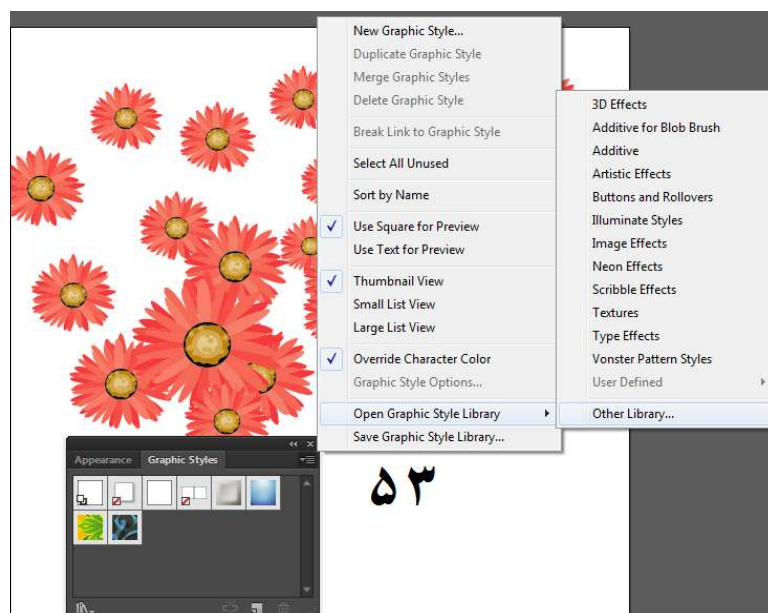 New Graphic Style...
Duplicate Graphic Style
Merge Graphic Styles
Delete Graphic Style
Break Link to Graphic Style
Select All Unused
Sort by Name
Use Square for Preview
Use Text for Preview
Thumbnail View
Small List View
Large List View
Override Character Color
Graphic Style Options...
Open Graphic Style Library
Save Graphic Style Library...
3D Effects
Additive for Blob Brush
Additive
Artistic Effects
Buttons and Rollovers
Illuminate Styles
Image Effects
Neon Effects
Scribble Effects
Textures
Type Effects
Vonster Pattern Styles
User Defined
Other Library...
Appearance Graphic Styles
۵۳